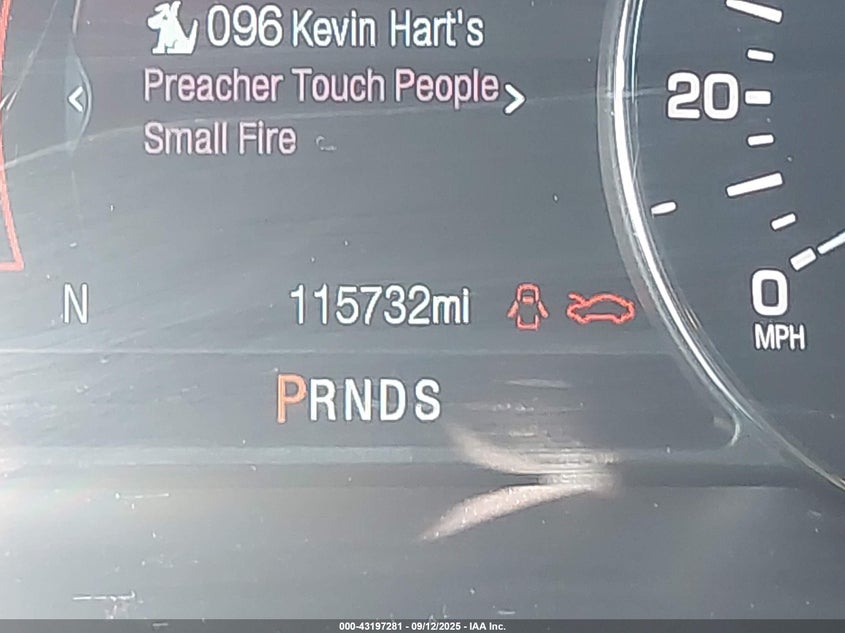 096 Kevin Hart's
Preacher Touch People
Small Fire
20
N
115732mi
0
MPH
PRNDS
000-43197281 - 09/12/2025 - IAA Inc.